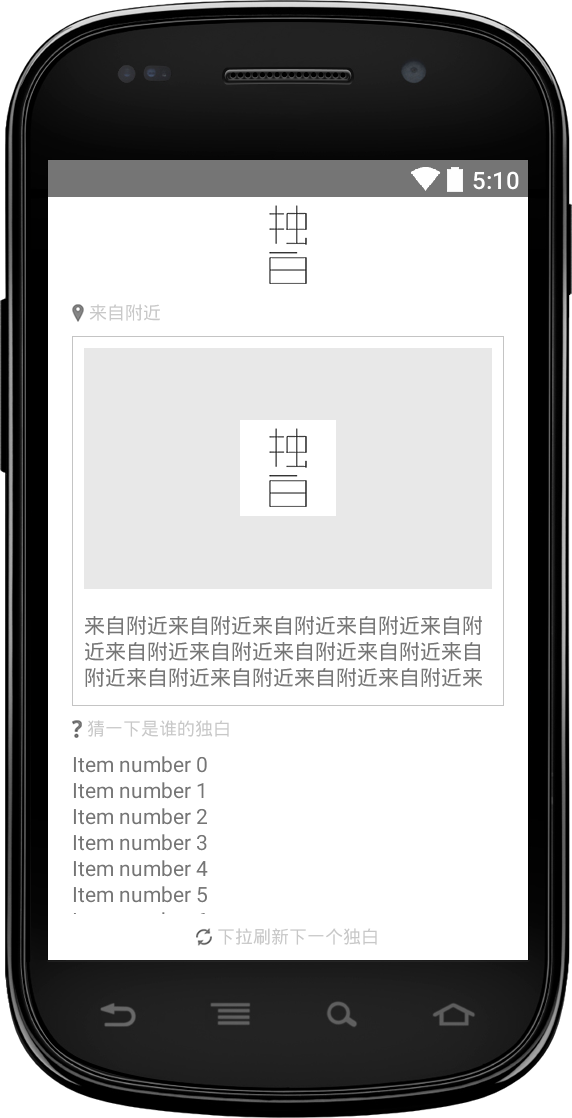 5:10
独
白
来自附近
独
白
来自附近来自附近来自附近来自附近来自附
近来自附近来自附近来自附近来自附近来自
附近来自附近来自附近来自附近来自附近来
猜一下是谁的独白
Item number 0
Item number 1
Item number 2
Item number 3
Item number 4
Item number 5
下拉刷新下一个独白